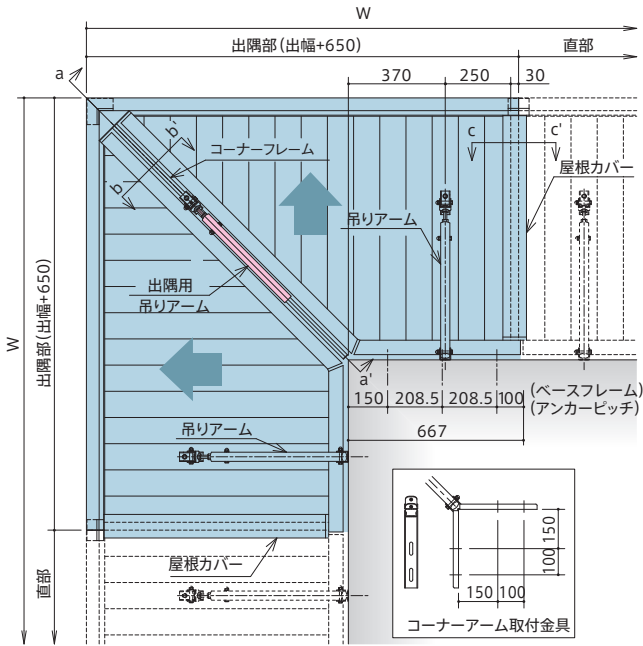 W
出隅部(出幅+650)
直部
370
250
30
a
b'
コーナーフレーム
c
c'
屋根カバー
b
吊りアーム
出隅用
吊りアーム
W
出隅部(出幅+650)
a'
150
208.5
208.5
100
(ベースフレーム)
(アンカーピッチ)
667
吊りアーム
屋根カバー
直部
150
100
150
100
コーナーアーム取付金具